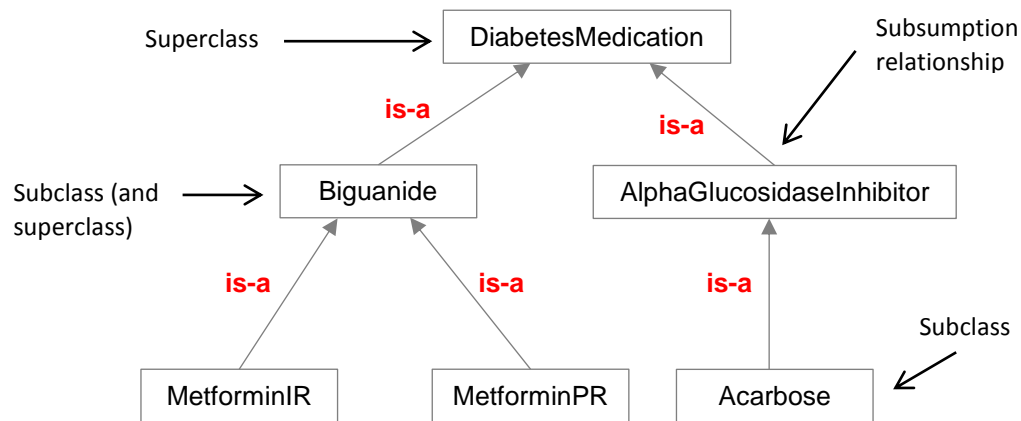 Superclass
DiabetesMedication
Subsumption
relationship
is-a
is-a
Subclass (and
superclass)
Biguanide
AlphaGlucosidaseInhibitor
is-a
is-a
is-a
Subclass
MetforminIR
MetforminPR
Acarbose